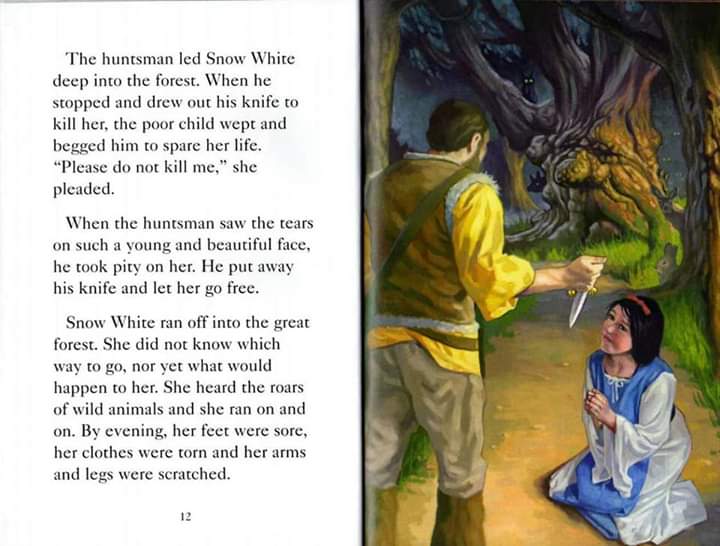 The huntsman led Snow White
deep into the forest. When he
stopped and drew out his knife to
kill her, the poor child wept and
begged him to spare her life.
“Please do not kill me,” she
pleaded.
When the huntsman saw the tears
on such a young and beautiful face,
he took pity on her. He put away
his knife and let her go free.
Snow White ran off into the great
forest. She did not know which
way to go, nor yet what would
happen to her. She heard the roars
of wild animals and she ran on and
on. By evening, her feet were sore,
her clothes were torn and her arms
and legs were scratched.
12